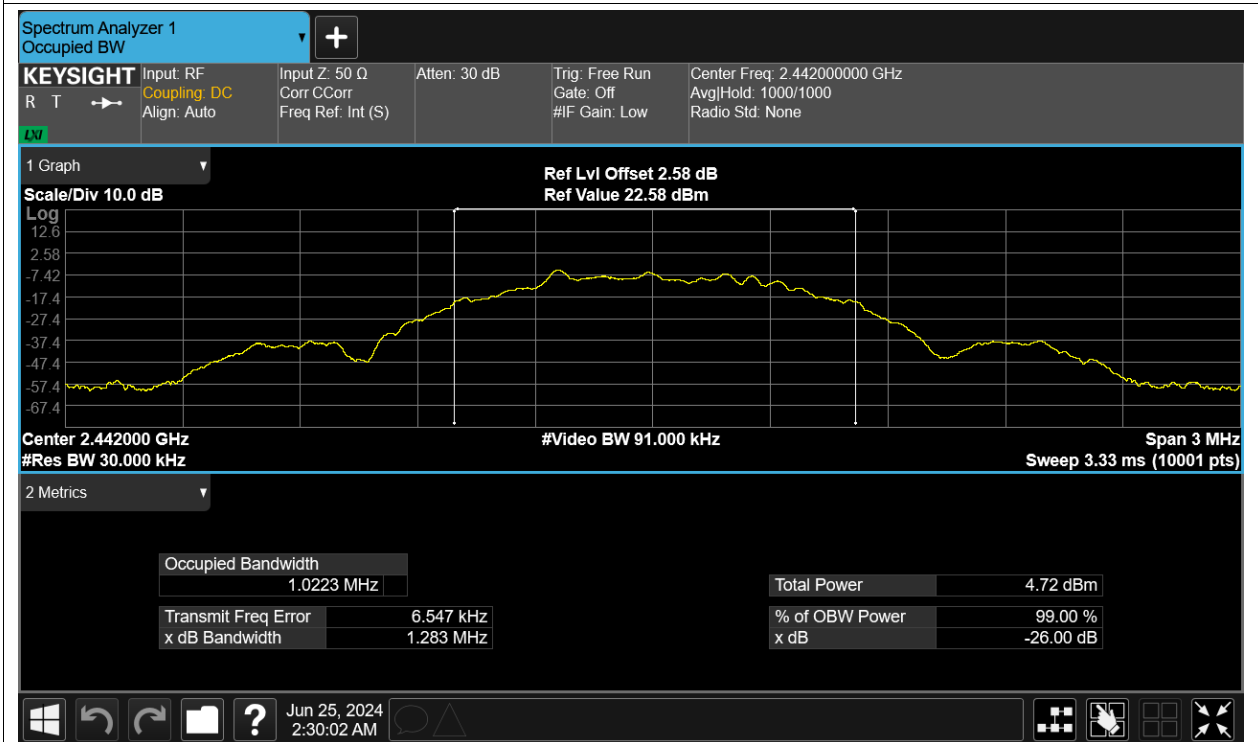 Spectrum Analyzer 1
Occupied BW
▼
+
KEYSIGHT
R T
LXI
Input: RF
Coupling: DC
Align: Auto
Input Z: 50 Ω
Corr CCorr
Freq Ref: Int (S)
Atten: 30 dB
Trig: Free Run
Gate: Off
#IF Gain: Low
Center Freq: 2.442000000 GHz
Avg|Hold: 1000/1000
Radio Std: None
1 Graph ▼
Scale/Div 10.0 dB
Ref Lvl Offset 2.58 dB
Ref Value 22.58 dBm
Log
12.6
2.58
-7.42
-17.4
-27.4
-37.4
-47.4
-57.4
-67.4
Center 2.442000 GHz
#Res BW 30.000 kHz
#Video BW 91.000 kHz
Span 3 MHz
Sweep 3.33 ms (10001 pts)
2 Metrics ▼
Occupied Bandwidth
1.0223 MHz
Transmit Freq Error 6.547 kHz
x dB Bandwidth 1.283 MHz
Total Power 4.72 dBm
% of OBW Power 99.00 %
x dB -26.00 dB
?
Jun 25, 2024
2:30:02 AM